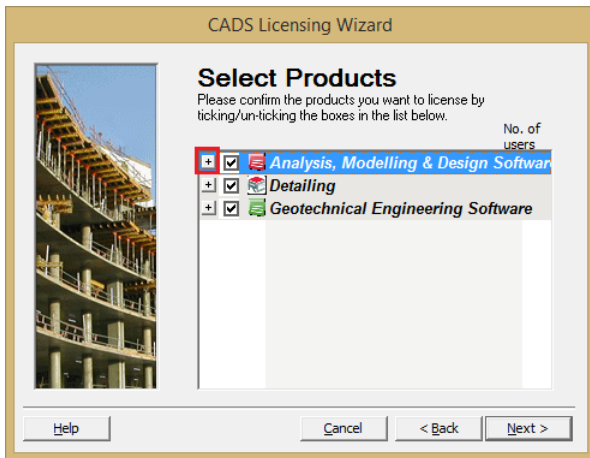 CADS Licensing Wizard
Select Products
Please confirm the products you want to license by
ticking/un-ticking the boxes in the list below.
No. of
users
Analysis, Modelling & Design Softwar
Detailing
Geotechnical Engineering Software
Help
Cancel
< Back
Next >